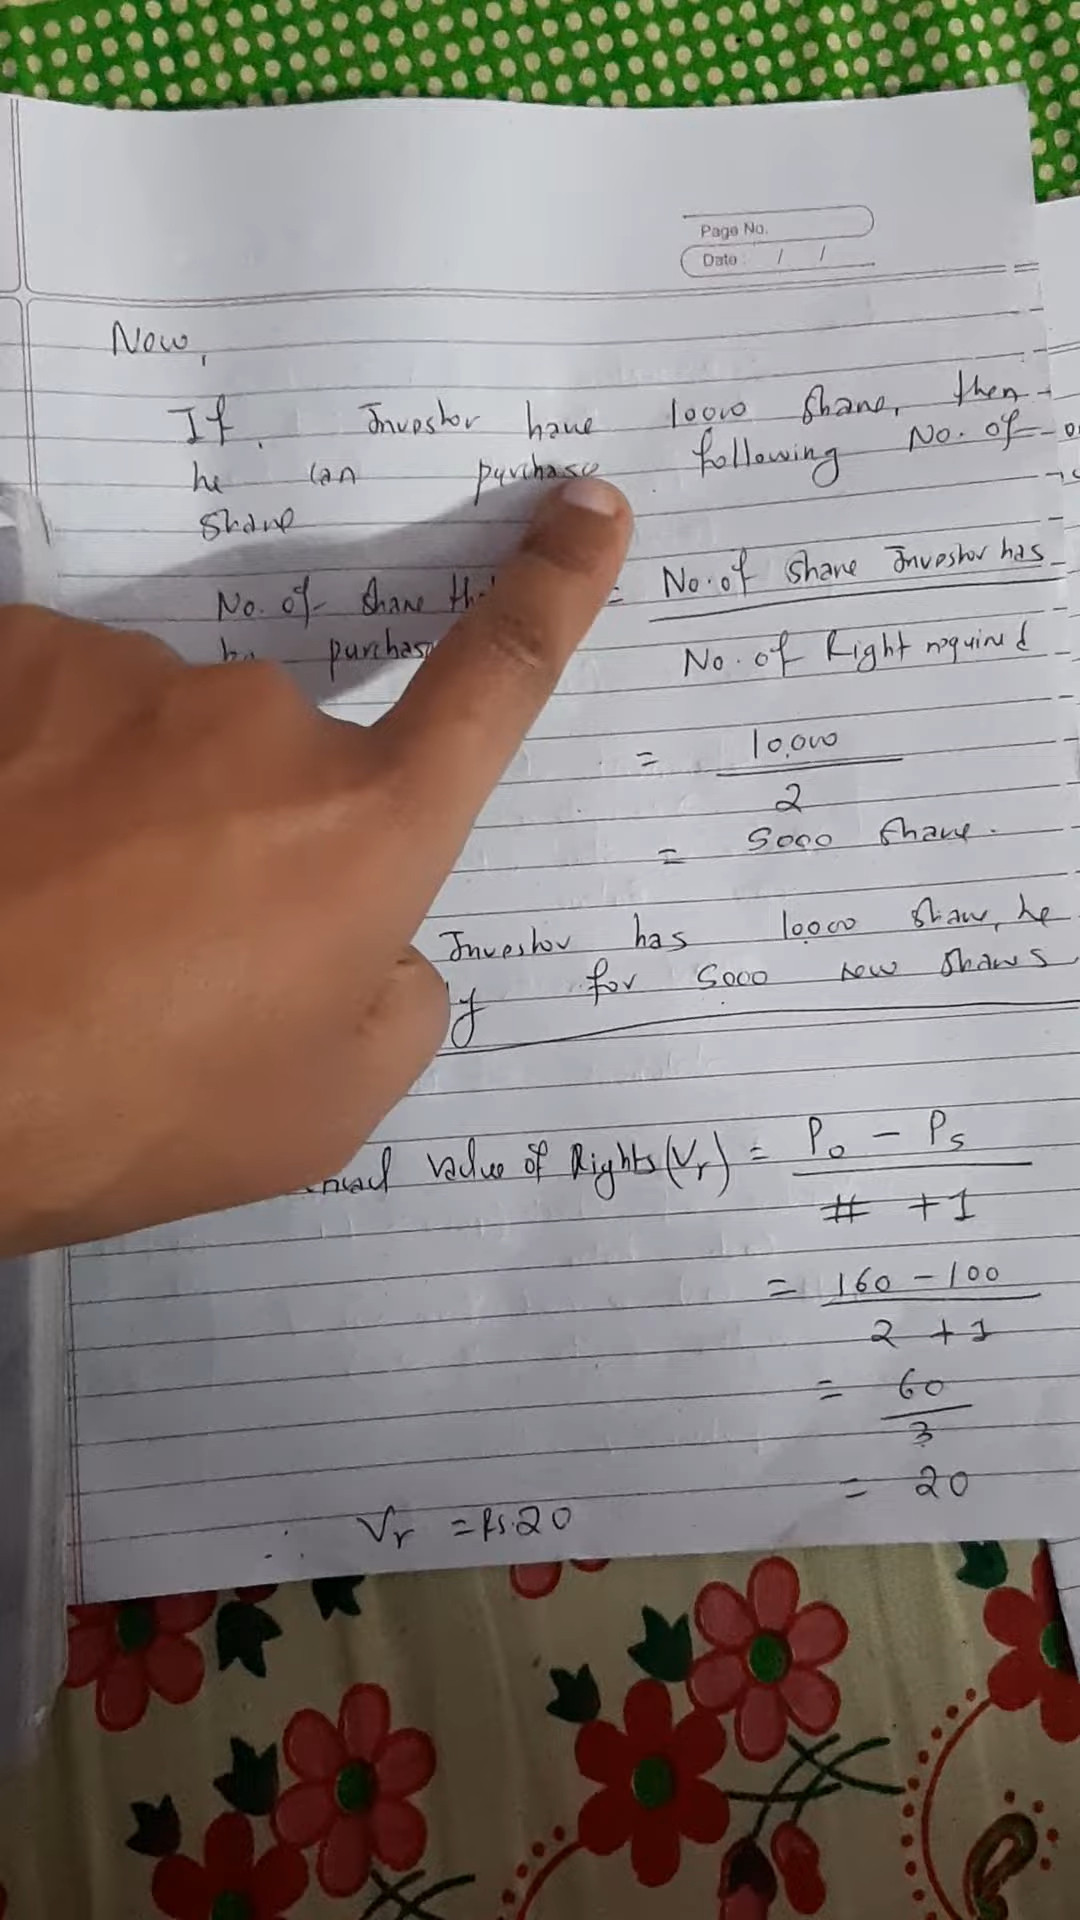 Page No.
Date : / /
Now,
If Investor have 10000 share, then
he can purchase following No. of
share
No. of share = No. of share Investor has
purchas No. of Right required
= 10,000
2
= 5000 share.
Investor has 10000 share, he
for 5000 new shares
value of Rights (Vr) = Po - Ps
# + 1
= 160 - 100
2 + 1
= 60
3
= 20
∴ Vr = Rs. 20